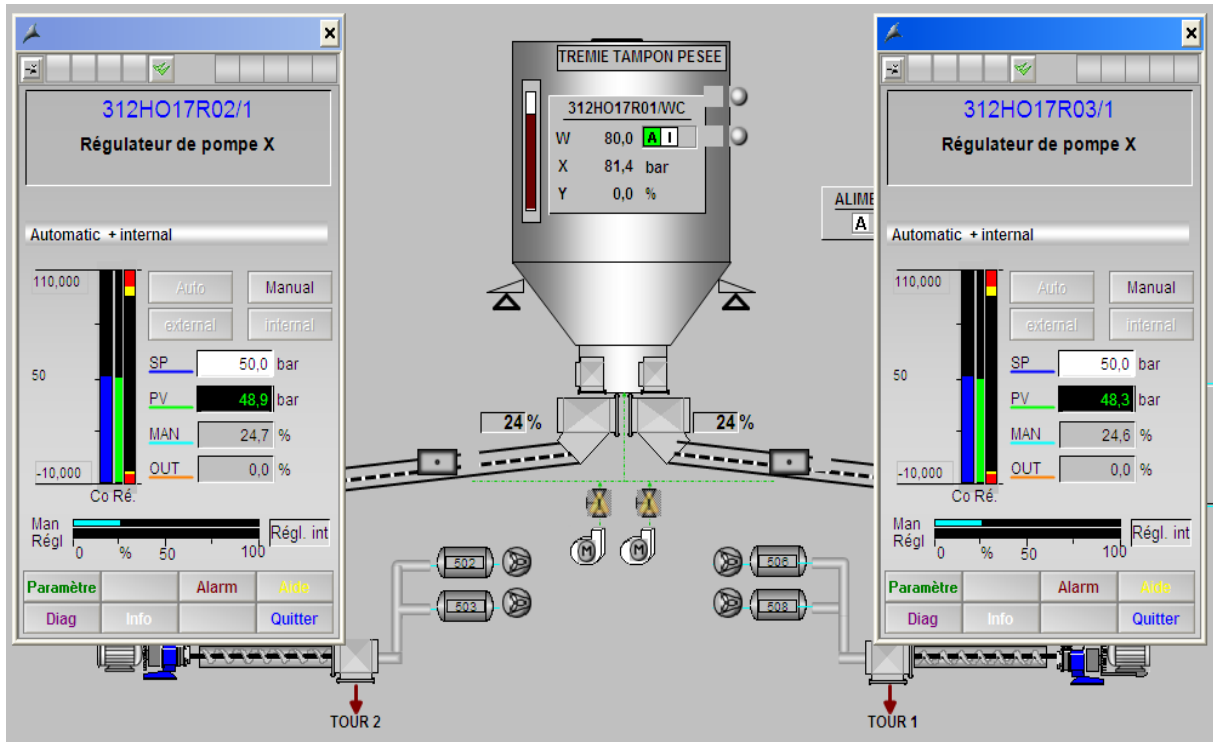 312HO17R02/1
Régulateur de pompe X
Automatic + internal
110,000
50
-10,000
Co Ré.
Auto
Manual
external
internal
SP 50,0 bar
PV 48,9 bar
MAN 24,7 %
OUT 0,0 %
Man
Régl
0 % 50 100
Régl. int
Paramètre Alarm Aide
Diag Info Quitter
TREMIE TAMPON PESEE
312HO17R01/WC
W 80,0 A I
X 81,4 bar
Y 0,0 %
ALIME
A
24 %
24 %
M
M
502
503
506
508
TOUR 2
TOUR 1
312HO17R03/1
Régulateur de pompe X
Automatic + internal
110,000
50
-10,000
Co Ré.
Auto
Manual
external
internal
SP 50,0 bar
PV 48,3 bar
MAN 24,6 %
OUT 0,0 %
Man
Régl
0 % 50 100
Régl. int
Paramètre Alarm Aide
Diag Info Quitter